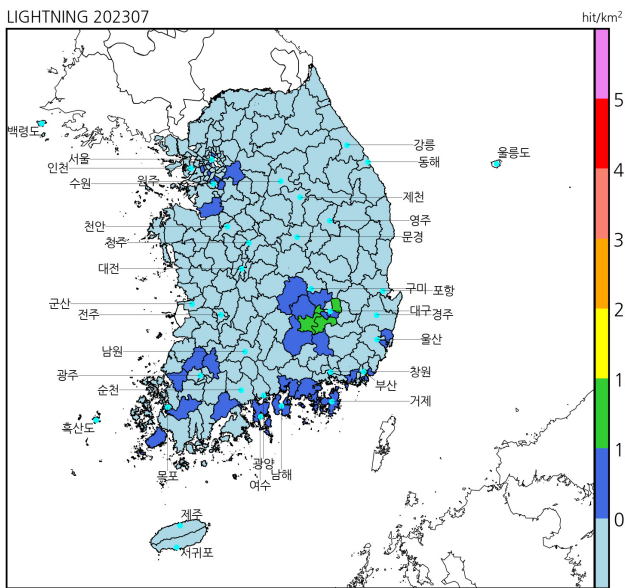 LIGHTNING 202307
hit/km²
5
4
3
2
1
1
0
백령도
서울
인천
수원
원주
강릉
동해
울릉도
제천
영주
문경
천안
청주
대전
구미
포항
대구
경주
군산
전주
울산
남원
광주
순천
창원
부산
거제
흑산도
목포
광양
남해
여수
제주
서귀포